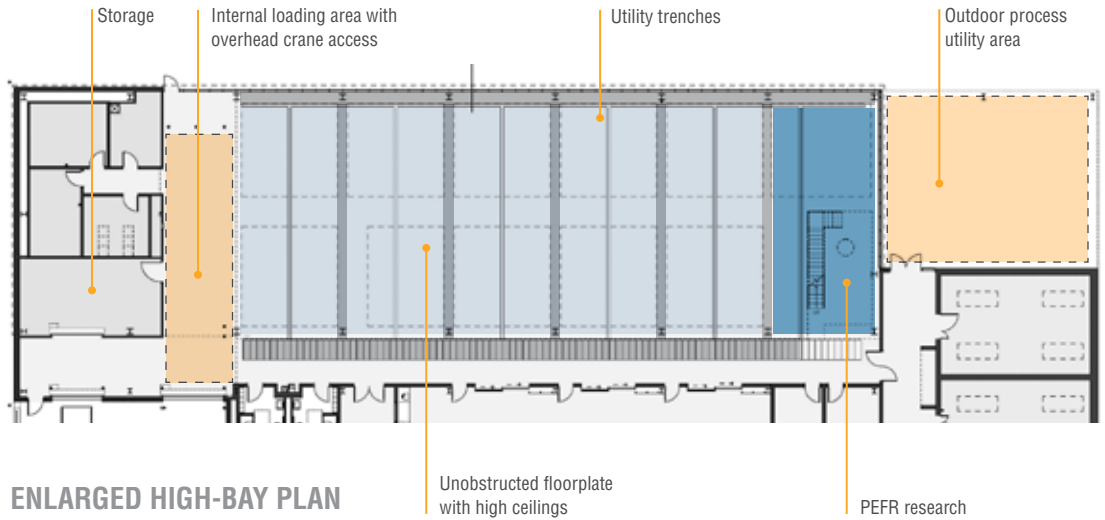 Storage
Internal loading area with
overhead crane access
Utility trenches
Outdoor process
utility area
ENLARGED HIGH-BAY PLAN
Unobstructed floorplate
with high ceilings
PEFR research